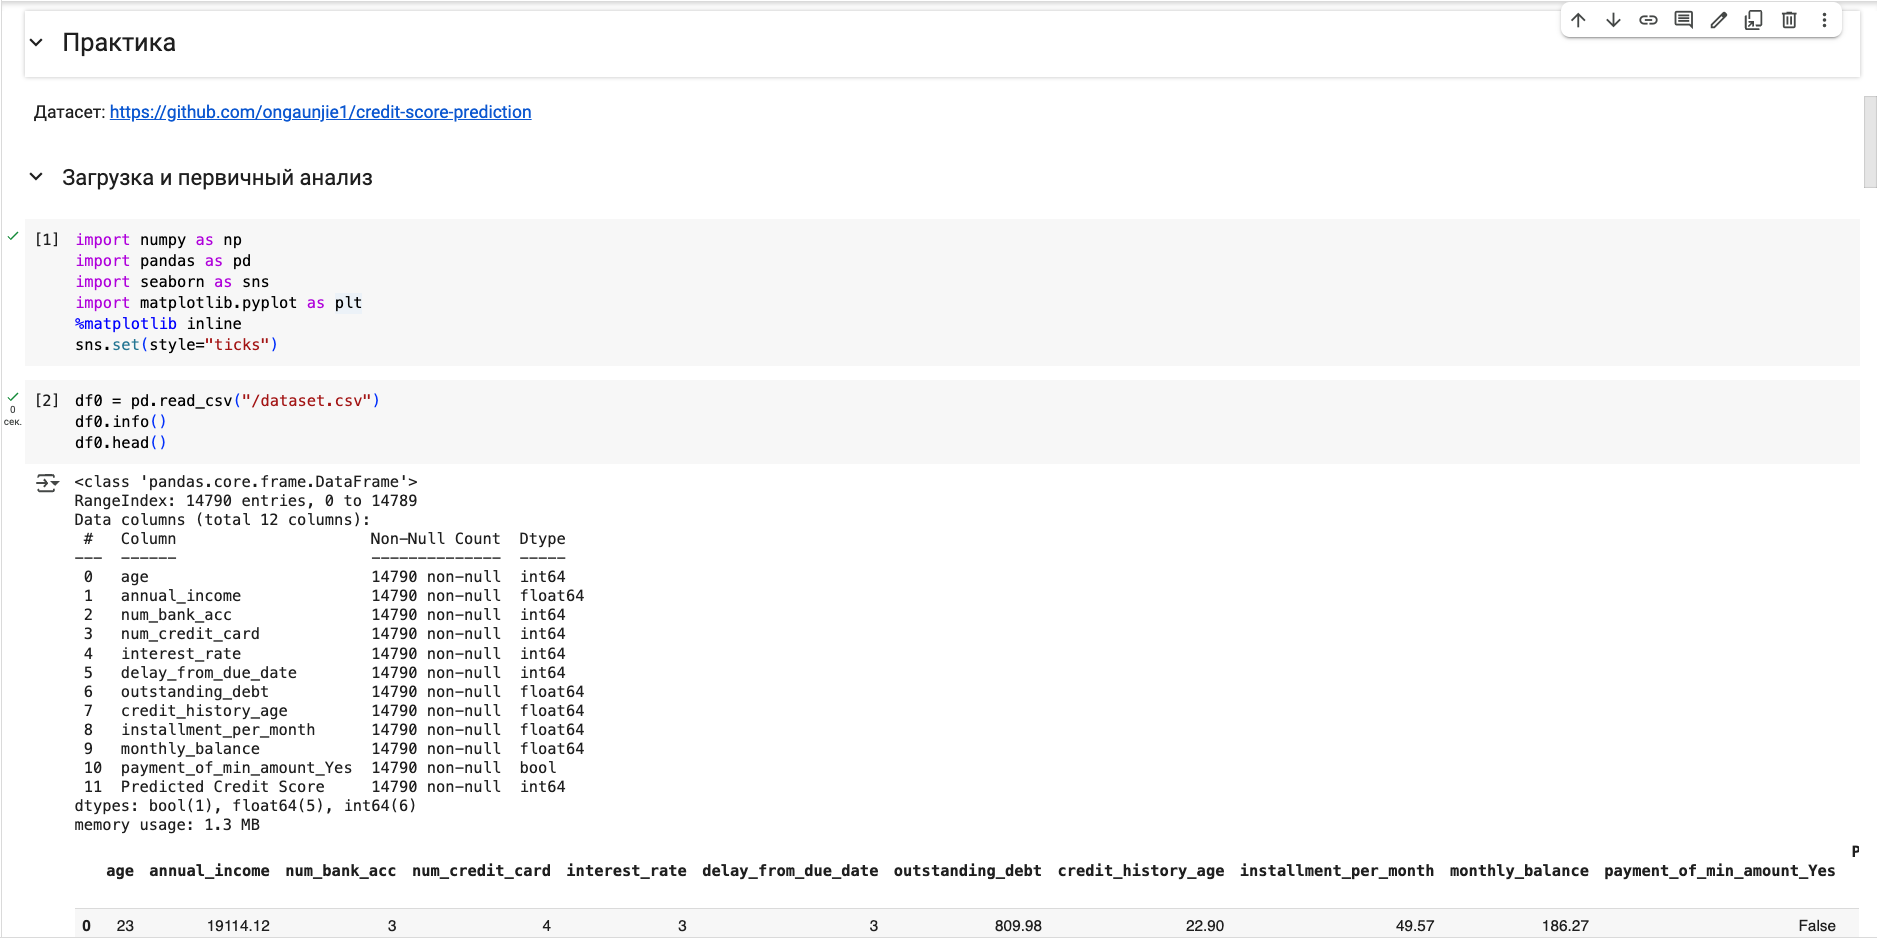 Практика
Датасет: https://github.com/ongaunjie1/credit-score-prediction
Загрузка и первичный анализ
[1] import numpy as np
import pandas as pd
import seaborn as sns
import matplotlib.pyplot as plt
%matplotlib inline
sns.set(style="ticks")
[2] df0 = pd.read_csv("/dataset.csv")
0
сек.
df0.info()
df0.head()
<class 'pandas.core.frame.DataFrame'>
RangeIndex: 14790 entries, 0 to 14789
Data columns (total 12 columns):
# Column Non-Null Count Dtype
--- ------ -------------- -----
0 age 14790 non-null int64
1 annual_income 14790 non-null float64
2 num_bank_acc 14790 non-null int64
3 num_credit_card 14790 non-null int64
4 interest_rate 14790 non-null int64
5 delay_from_due_date 14790 non-null int64
6 outstanding_debt 14790 non-null float64
7 credit_history_age 14790 non-null float64
8 installment_per_month 14790 non-null float64
9 monthly_balance 14790 non-null float64
10 payment_of_min_amount_Yes 14790 non-null bool
11 Predicted Credit Score 14790 non-null int64
dtypes: bool(1), float64(5), int64(6)
memory usage: 1.3 MB
P
age annual_income num_bank_acc num_credit_card interest_rate delay_from_due_date outstanding_debt credit_history_age installment_per_month monthly_balance payment_of_min_amount_Yes
0 23 19114.12 3 4 3 3 809.98 22.90 49.57 186.27 False